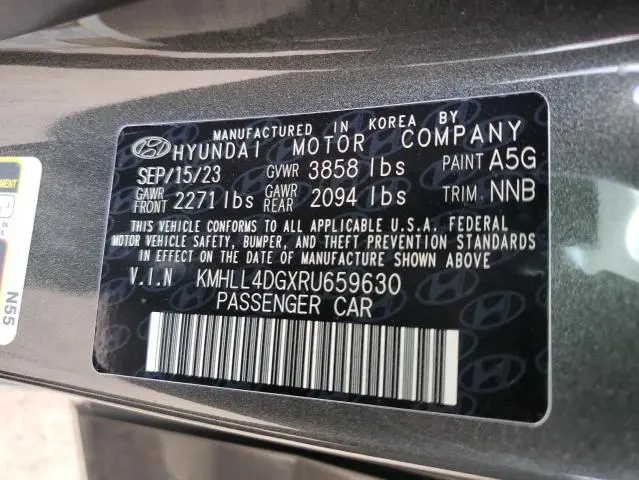 MANUFACTURED IN KOREA BY
HYUNDAI MOTOR COMPANY
SEP/15/23 GVWR 3858 lbs PAINT A5G
GAWR FRONT 2271 lbs GAWR REAR 2094 lbs TRIM. NNB
THIS VEHICLE CONFORMS TO ALL APPLICABLE U.S.A. FEDERAL
MOTOR VEHICLE SAFETY, BUMPER, AND THEFT PREVENTION STANDARDS
IN EFFECT ON THE DATE OF MANUFACTURE SHOWN ABOVE
V.I.N KMHLL4DGXRU659630
PASSENGER CAR
N55